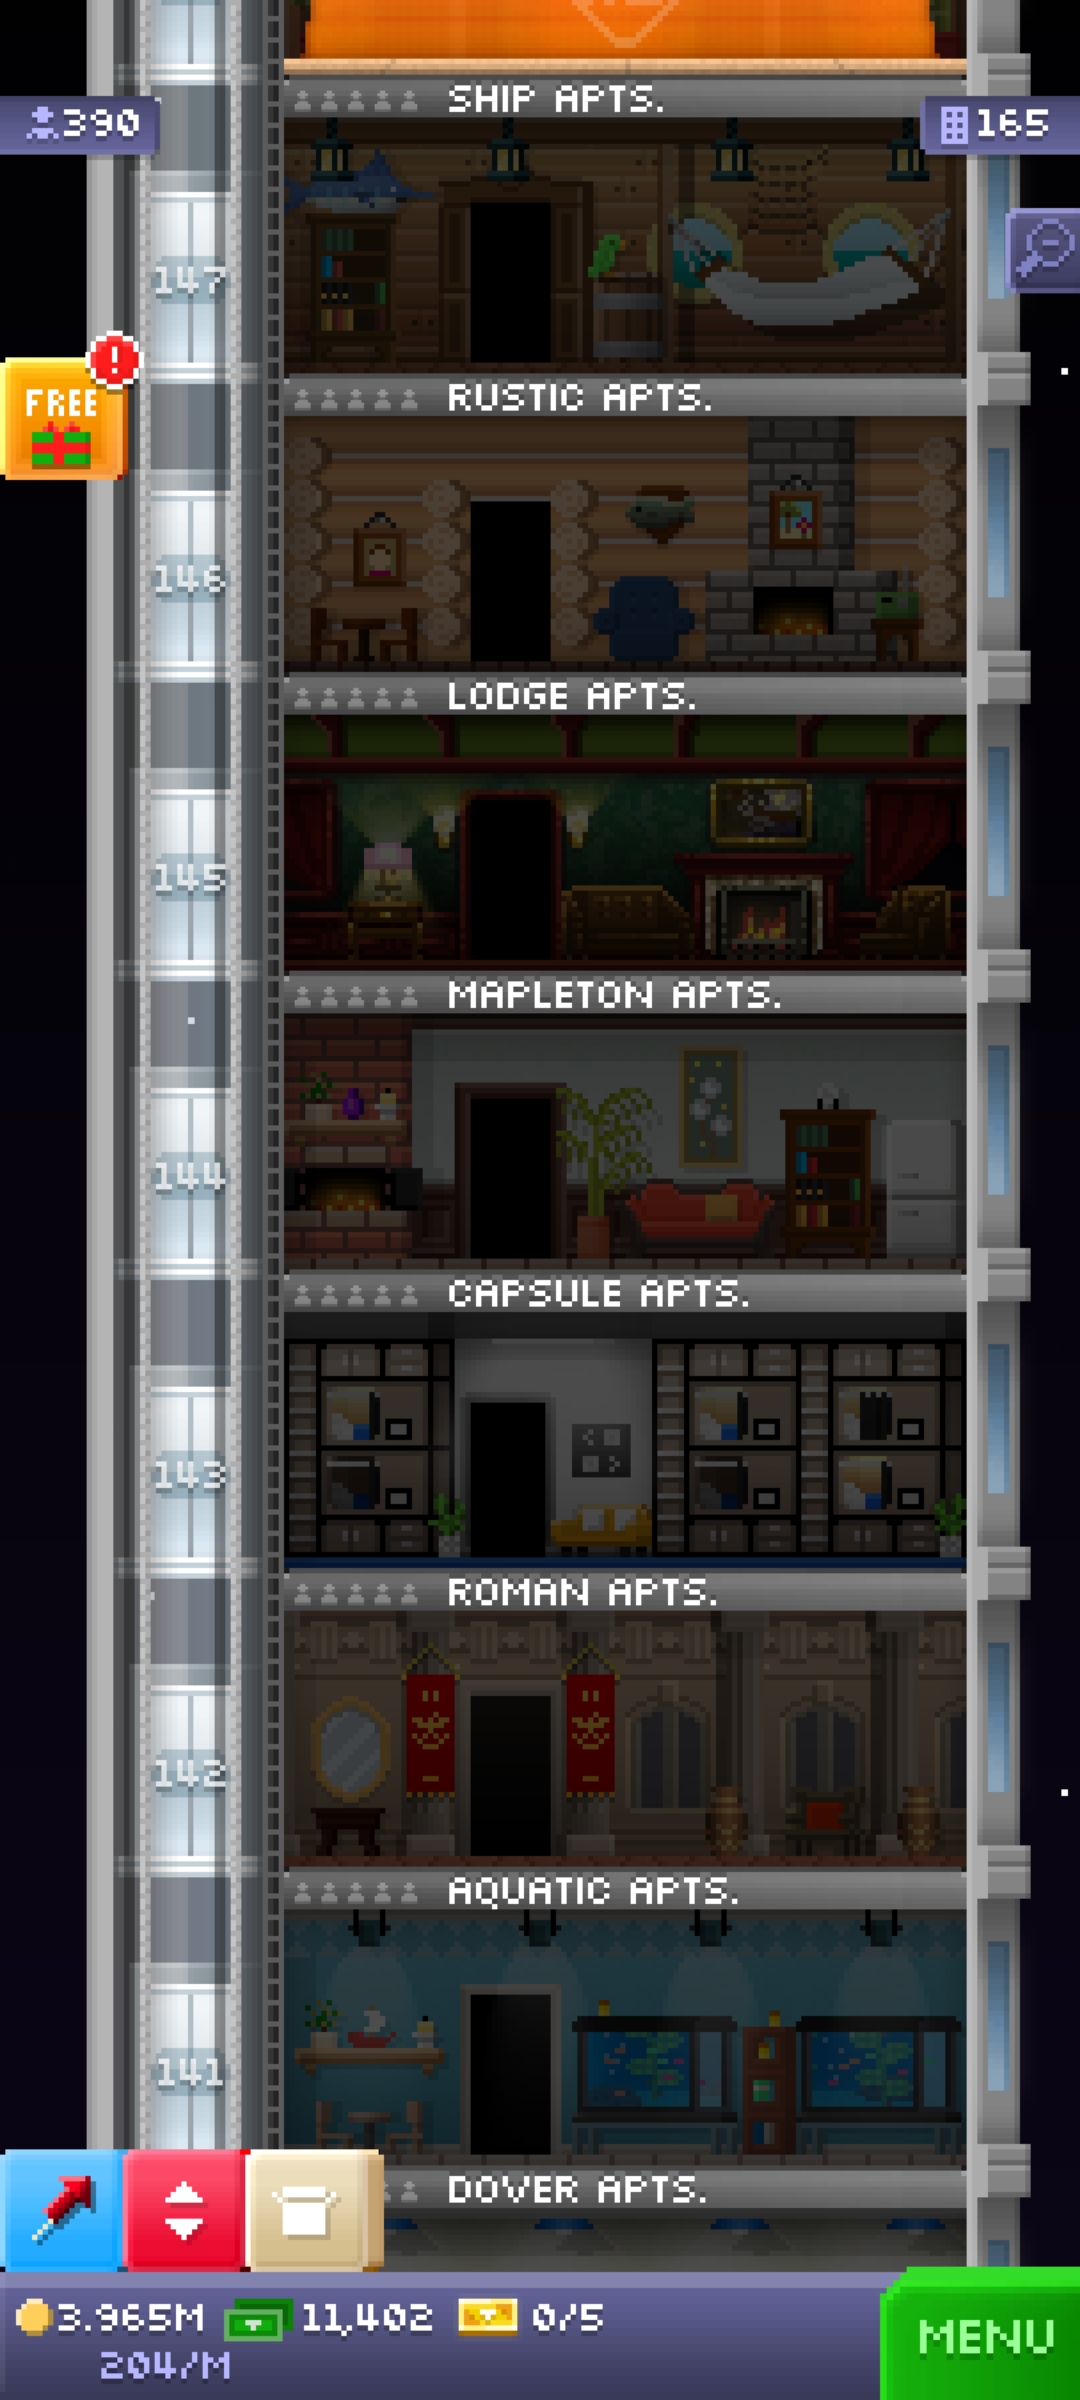 SHIP APTS.
390
165
147
FREE
!
RUSTIC APTS.
146
LODGE APTS.
145
MAPLETON APTS.
144
CAPSULE APTS.
143
ROMAN APTS.
142
AQUATIC APTS.
141
DOVER APTS.
3.965M 11,402 0/5
204/M
MENU